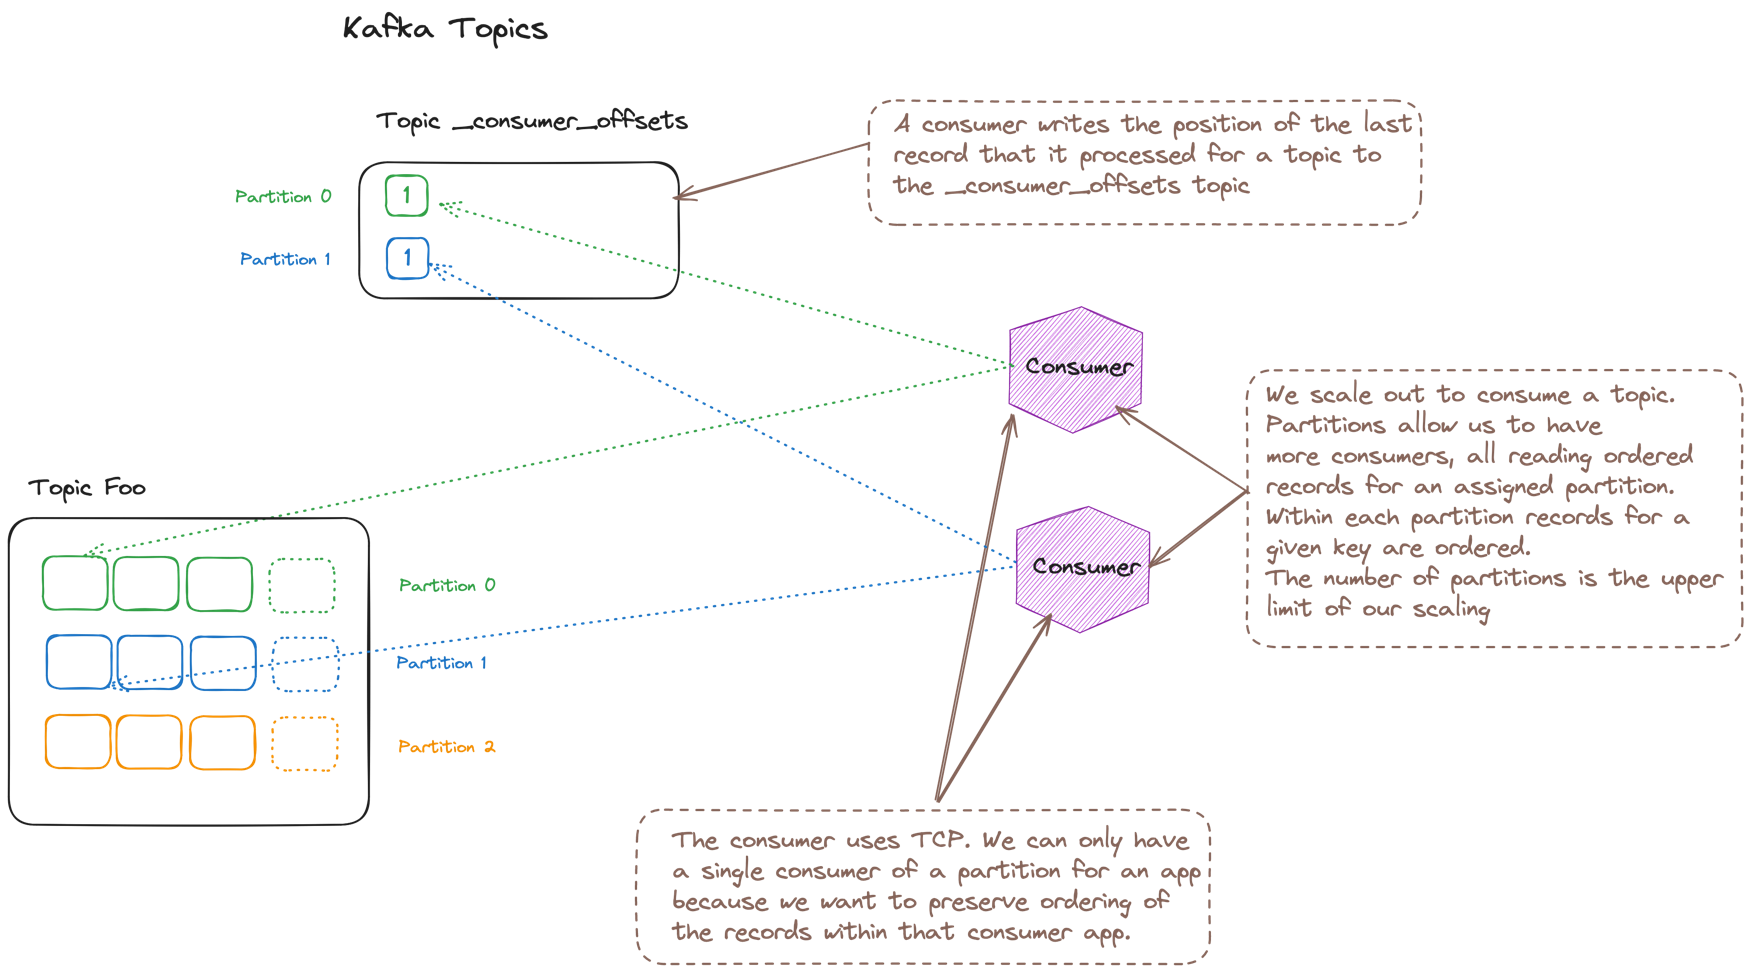 Kafka Topics
Topic __consumer_offsets
A consumer writes the position of the last
record that it processed for a topic to
the __consumer_offsets topic
Partition 0
1
Partition 1
1
Consumer
We scale out to consume a topic.
Partitions allow us to have
more consumers, all reading ordered
records for an assigned partition.
Within each partition records for a
given key are ordered.
The number of partitions is the upper
limit of our scaling
Topic Foo
Consumer
Partition 0
Partition 1
Partition 2
The consumer uses TCP. We can only have
a single consumer of a partition for an app
because we want to preserve ordering of
the records within that consumer app.